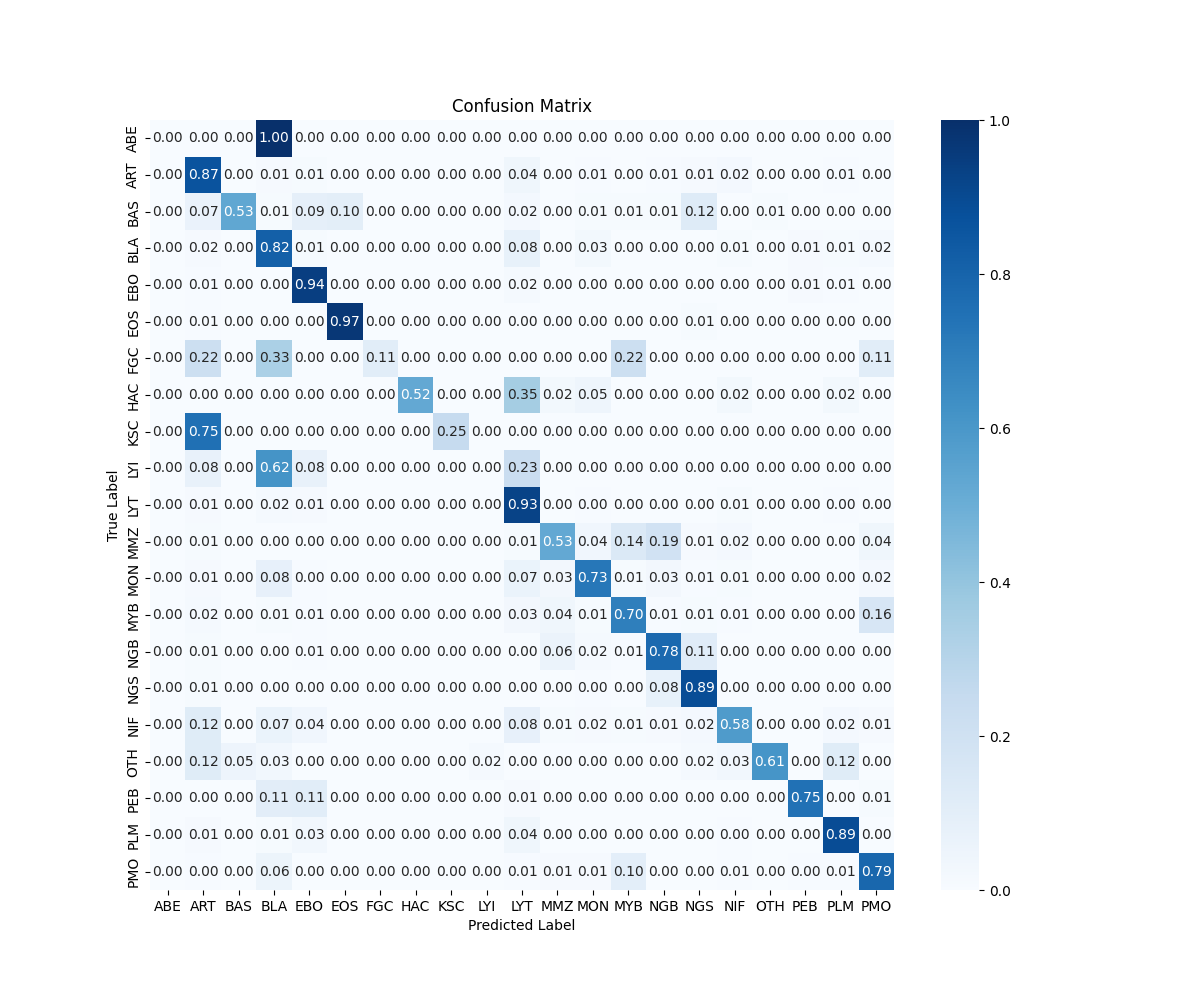 Confusion Matrix
ABE 0.00 0.00 0.00 1.00 0.00 0.00 0.00 0.00 0.00 0.00 0.00 0.00 0.00 0.00 0.00 0.00 0.00 0.00 0.00 0.00 0.00
ART 0.00 0.87 0.00 0.01 0.01 0.00 0.00 0.00 0.00 0.00 0.04 0.00 0.01 0.00 0.01 0.01 0.02 0.00 0.00 0.01 0.00
BAS 0.00 0.07 0.53 0.01 0.09 0.10 0.00 0.00 0.00 0.00 0.02 0.00 0.01 0.01 0.01 0.12 0.00 0.01 0.00 0.00 0.00
BLA 0.00 0.02 0.00 0.82 0.01 0.00 0.00 0.00 0.00 0.00 0.08 0.00 0.03 0.00 0.00 0.00 0.01 0.00 0.01 0.01 0.02
EBO 0.00 0.01 0.00 0.00 0.94 0.00 0.00 0.00 0.00 0.00 0.02 0.00 0.00 0.00 0.00 0.00 0.00 0.00 0.01 0.01 0.00
EOS 0.00 0.01 0.00 0.00 0.00 0.97 0.00 0.00 0.00 0.00 0.00 0.00 0.00 0.00 0.00 0.01 0.00 0.00 0.00 0.00 0.00
FGC 0.00 0.22 0.00 0.33 0.00 0.00 0.11 0.00 0.00 0.00 0.00 0.00 0.00 0.22 0.00 0.00 0.00 0.00 0.00 0.00 0.11
HAC 0.00 0.00 0.00 0.00 0.00 0.00 0.00 0.52 0.00 0.00 0.35 0.02 0.05 0.00 0.00 0.00 0.02 0.00 0.00 0.02 0.00
KSC 0.00 0.75 0.00 0.00 0.00 0.00 0.00 0.00 0.25 0.00 0.00 0.00 0.00 0.00 0.00 0.00 0.00 0.00 0.00 0.00 0.00
LYI 0.00 0.08 0.00 0.62 0.08 0.00 0.00 0.00 0.00 0.00 0.23 0.00 0.00 0.00 0.00 0.00 0.00 0.00 0.00 0.00 0.00
LYT 0.00 0.01 0.00 0.02 0.01 0.00 0.00 0.00 0.00 0.00 0.93 0.00 0.00 0.00 0.00 0.00 0.01 0.00 0.00 0.00 0.00
MMZ 0.00 0.01 0.00 0.00 0.00 0.00 0.00 0.00 0.00 0.00 0.01 0.53 0.04 0.14 0.19 0.01 0.02 0.00 0.00 0.00 0.04
MON 0.00 0.01 0.00 0.08 0.00 0.00 0.00 0.00 0.00 0.00 0.07 0.03 0.73 0.01 0.03 0.01 0.01 0.00 0.00 0.00 0.02
MYB 0.00 0.02 0.00 0.01 0.01 0.00 0.00 0.00 0.00 0.00 0.03 0.04 0.01 0.70 0.01 0.01 0.01 0.00 0.00 0.00 0.16
NGB 0.00 0.01 0.00 0.00 0.01 0.00 0.00 0.00 0.00 0.00 0.00 0.06 0.02 0.01 0.78 0.11 0.00 0.00 0.00 0.00 0.00
NGS 0.00 0.01 0.00 0.00 0.00 0.00 0.00 0.00 0.00 0.00 0.00 0.00 0.00 0.00 0.08 0.89 0.00 0.00 0.00 0.00 0.00
NIF 0.00 0.12 0.00 0.07 0.04 0.00 0.00 0.00 0.00 0.00 0.08 0.01 0.02 0.01 0.01 0.02 0.58 0.00 0.00 0.02 0.01
OTH 0.00 0.12 0.05 0.03 0.00 0.00 0.00 0.00 0.00 0.02 0.00 0.00 0.00 0.00 0.00 0.02 0.03 0.61 0.00 0.12 0.00
PEB 0.00 0.00 0.00 0.11 0.11 0.00 0.00 0.00 0.00 0.00 0.01 0.00 0.00 0.00 0.00 0.00 0.00 0.00 0.75 0.00 0.01
PLM 0.00 0.01 0.00 0.01 0.03 0.00 0.00 0.00 0.00 0.00 0.04 0.00 0.00 0.00 0.00 0.00 0.00 0.00 0.00 0.89 0.00
PMO 0.00 0.00 0.00 0.06 0.00 0.00 0.00 0.00 0.00 0.00 0.01 0.01 0.01 0.10 0.00 0.00 0.01 0.00 0.00 0.01 0.79
ABE ART BAS BLA EBO EOS FGC HAC KSC LYI LYT MMZ MON MYB NGB NGS NIF OTH PEB PLM PMO
Predicted Label
True Label
1.0
0.8
0.6
0.4
0.2
0.0